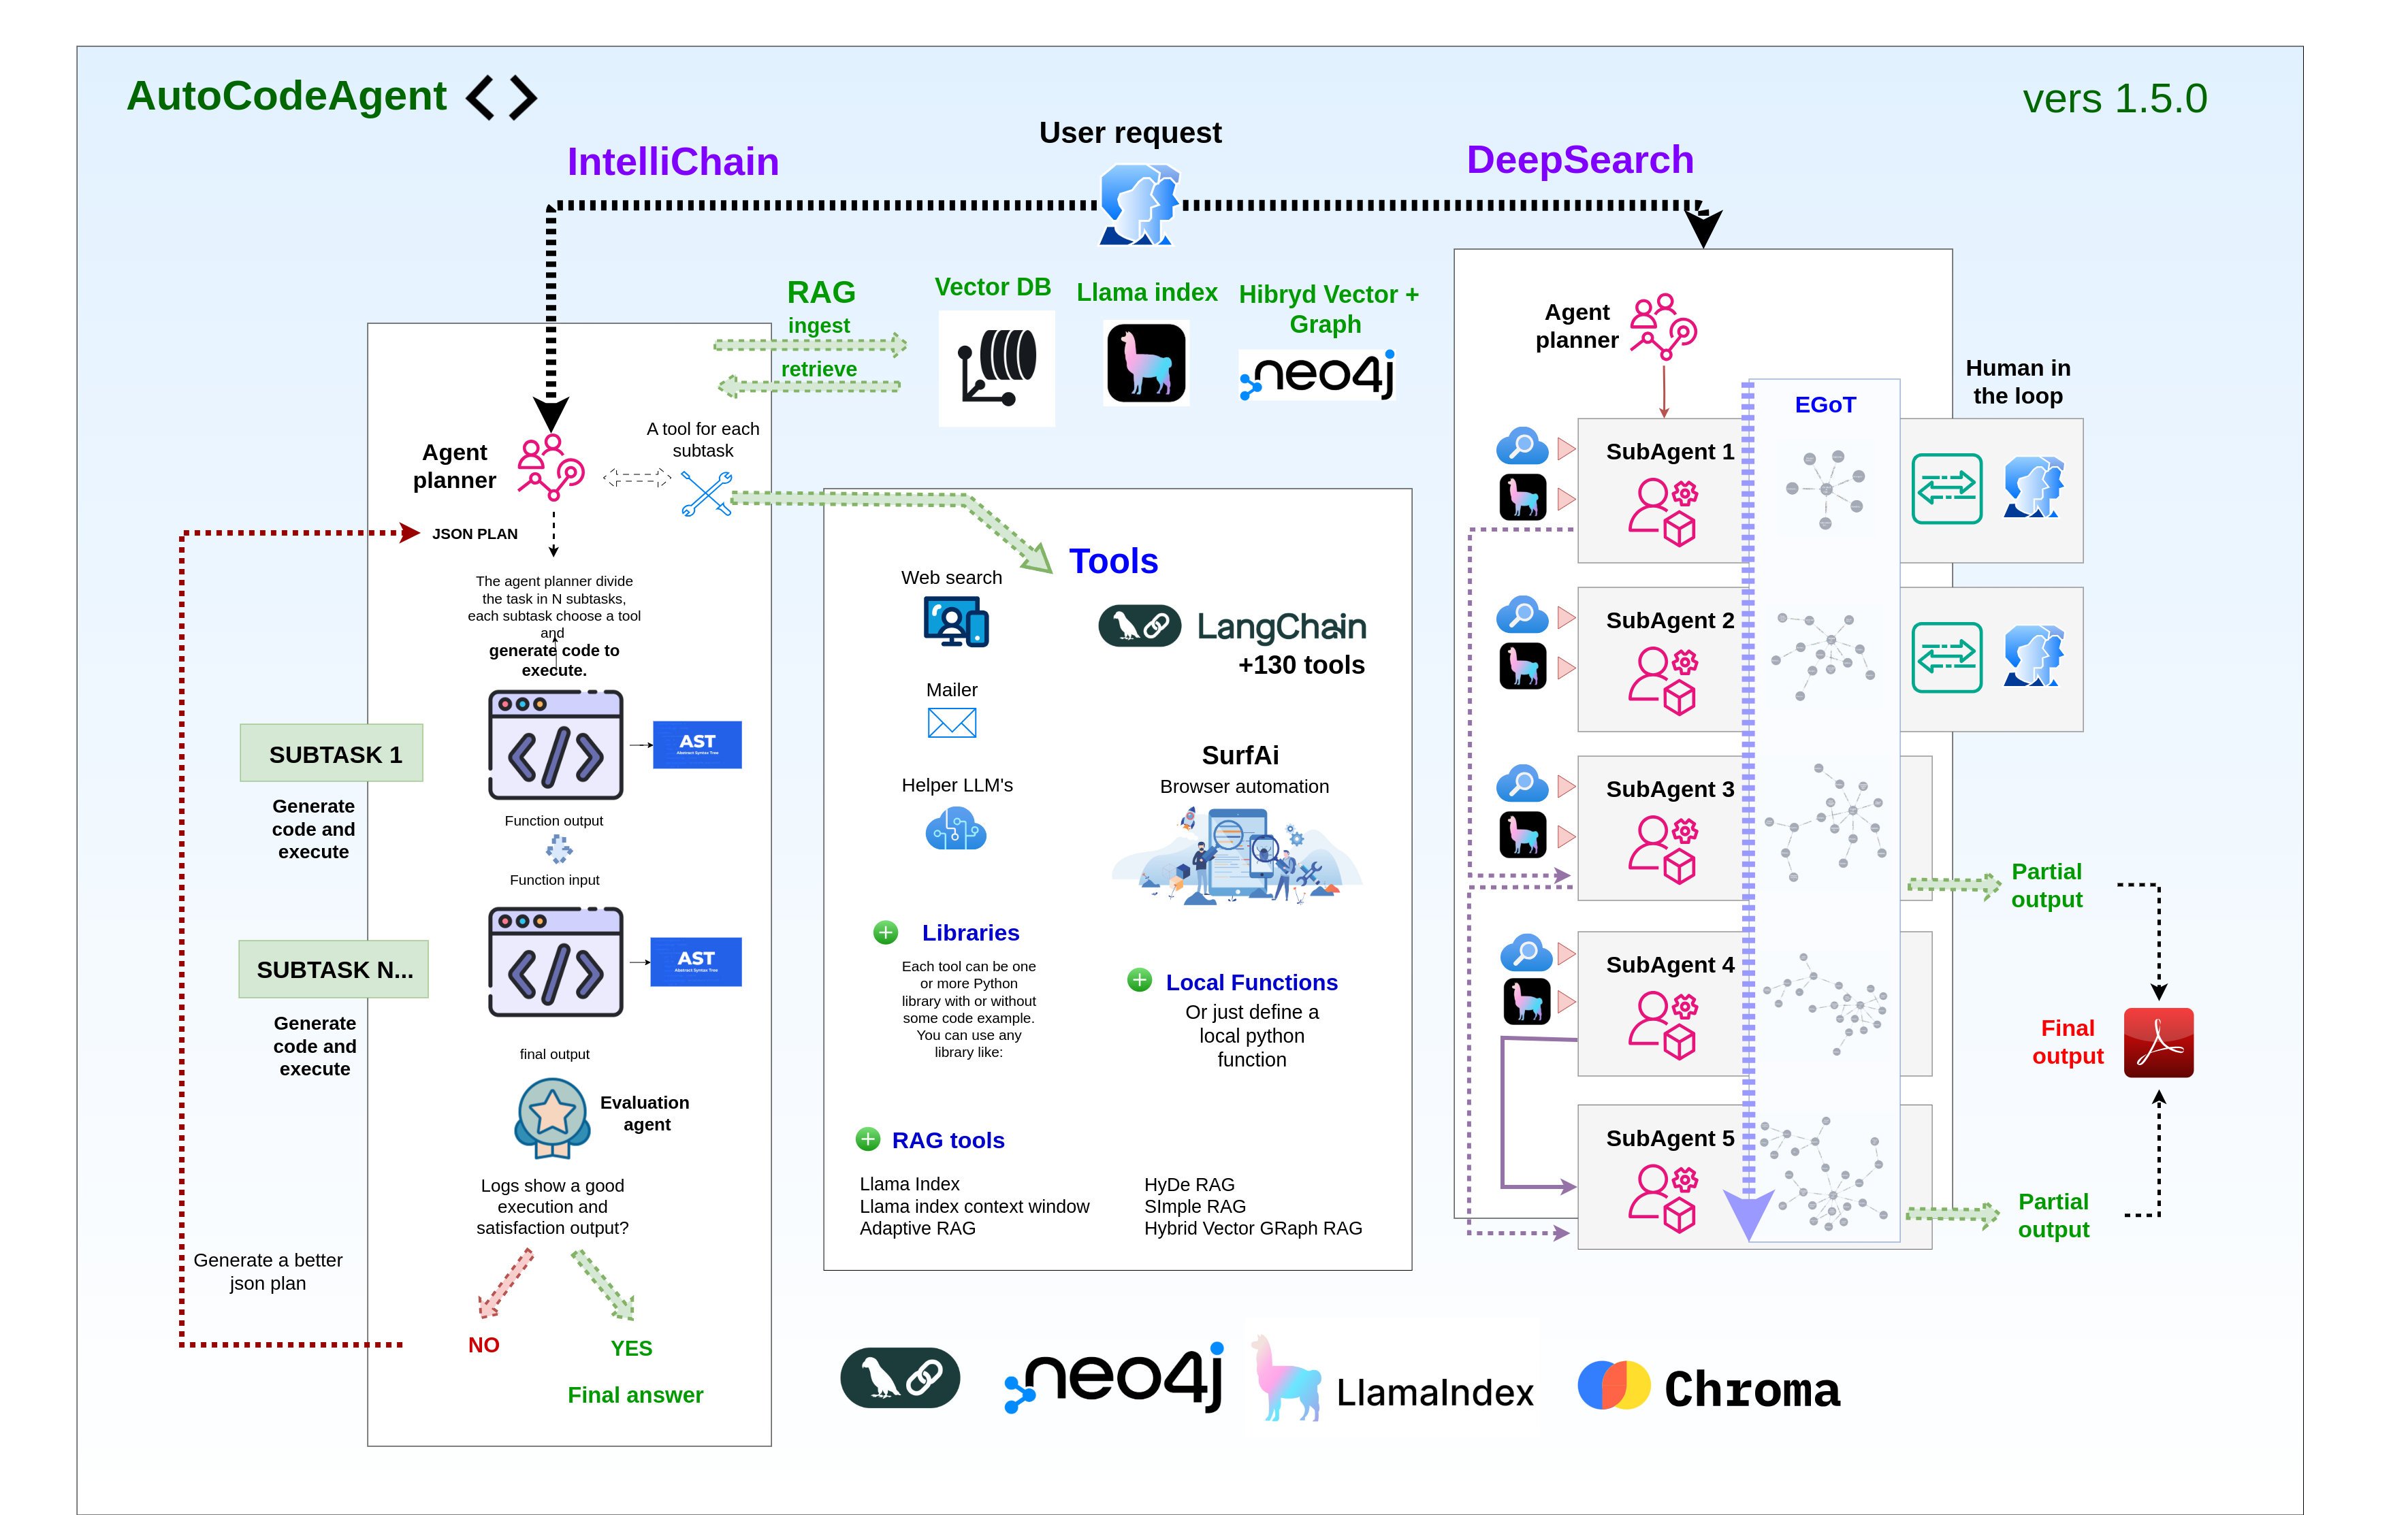 AutoCodeAgent
vers 1.5.0
User request
IntelliChain
DeepSearch
RAG
ingest
retrieve
Vector DB
Llama index
Hibryd Vector +
Graph
neo4j
A tool for each
subtask
Agent
planner
JSON PLAN
The agent planner divide
the task in N subtasks,
each subtask choose a tool
and
generate code to
execute.
SUBTASK 1
AST
Abstract Syntax Tree
Generate
code and
execute
Function output
Function input
SUBTASK N...
AST
Abstract Syntax Tree
Generate
code and
execute
final output
Evaluation
agent
Logs show a good
execution and
satisfaction output?
Generate a better
json plan
NO
YES
Final answer
Tools
Web search
LangChain
+130 tools
Mailer
SurfAi
Browser automation
Helper LLM's
Libraries
Each tool can be one
or more Python
library with or without
some code example.
You can use any
library like:
Local Functions
Or just define a
local python
function
RAG tools
Llama Index
Llama index context window
Adaptive RAG
HyDe RAG
SImple RAG
Hybrid Vector GRaph RAG
Agent
planner
Human in
the loop
EGoT
SubAgent 1
SubAgent 2
SubAgent 3
SubAgent 4
SubAgent 5
Partial
output
Final
output
Partial
output
neo4j
LlamaIndex
Chroma